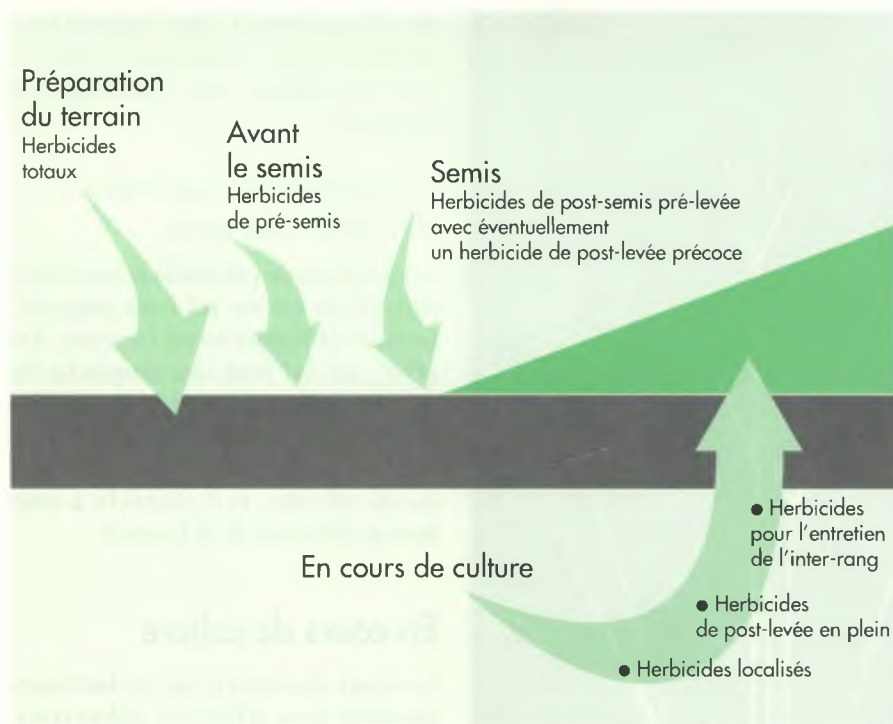 Préparation
du terrain
Herbicides
totaux
Avant
le semis
Herbicides
de pré-semis
Semis
Herbicides de post-semis pré-levée
avec éventuellement
un herbicide de post-levée précoce
En cours de culture
● Herbicides
pour l'entretien
de l'inter-rang
● Herbicides
de post-levée en plein
● Herbicides localisés